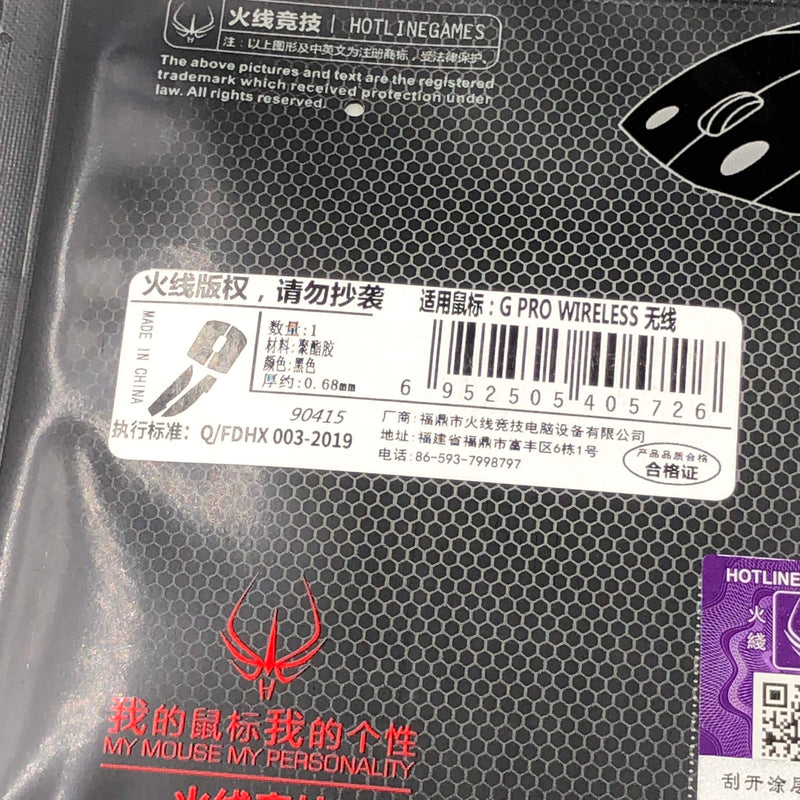 火线竞技 | HOTLINEGAMES
注：以上图形及中英文为注册商标，受法律保护。
The above pictures and text are the registered
trademark which received protection under
law. All rights reserved.
火线版权，请勿抄袭
适用鼠标：G PRO WIRELESS 无线
MADE IN CHINA
数量：1
材料：聚酯胶
颜色：黑色
厚约：0.68mm
6 952505 405726
90415
执行标准：Q/FDHX 003-2019
厂商：福鼎市火线竞技电脑设备有限公司
地址：福建省福鼎市富丰区6栋1号
电话：86-593-7998797
产品品质合格
合格证
HOTLINE
火
线
刮开涂层
我的鼠标我的个性
MY MOUSE MY PERSONALITY
火线竞技